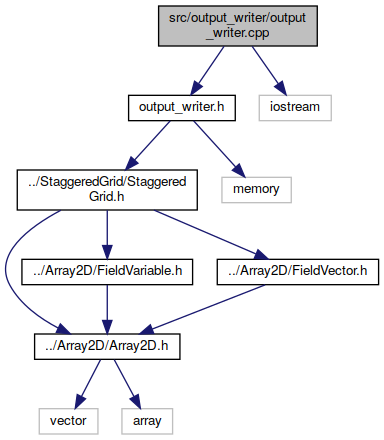 src/output_writer/output
_writer.cpp
output_writer.h
iostream
../StaggeredGrid/Staggered
Grid.h
memory
../Array2D/FieldVariable.h
../Array2D/FieldVector.h
../Array2D/Array2D.h
vector
array